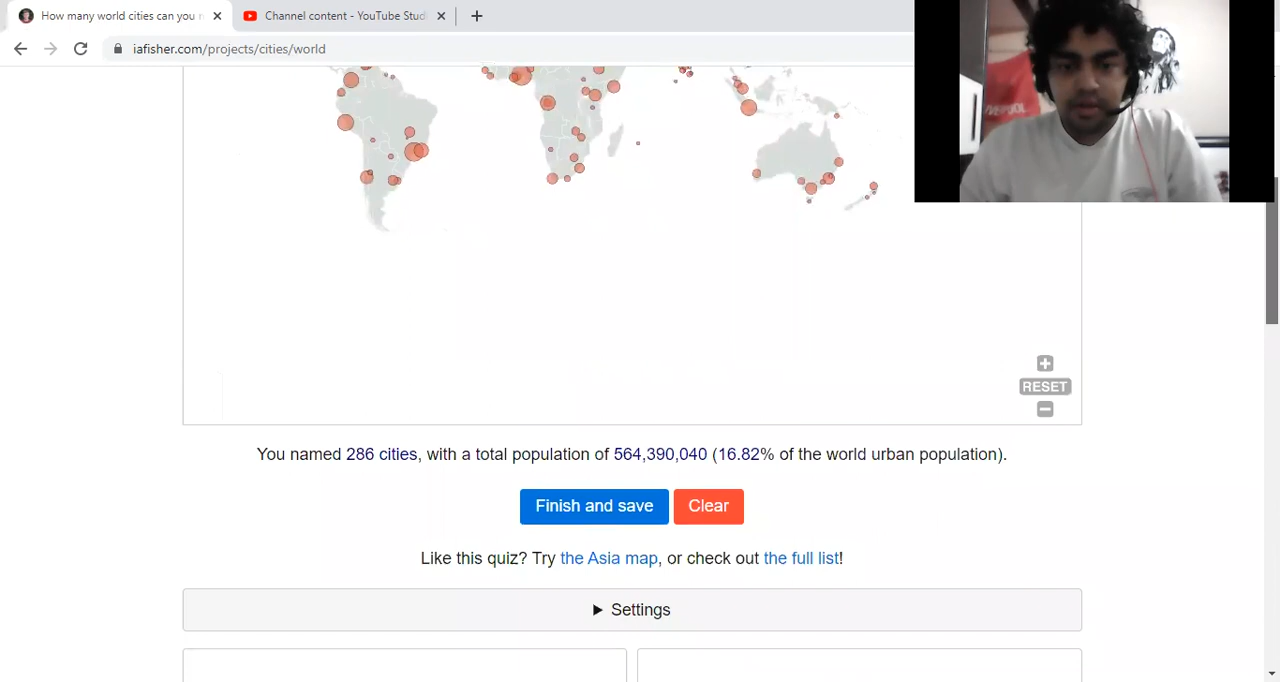 How many world cities can you n
Channel content - YouTube Studi
iafisher.com/projects/cities/world
LIVERPOOL
RESET
You named 286 cities, with a total population of 564,390,040 (16.82% of the world urban population).
Finish and save
Clear
Like this quiz? Try the Asia map, or check out the full list!
Settings